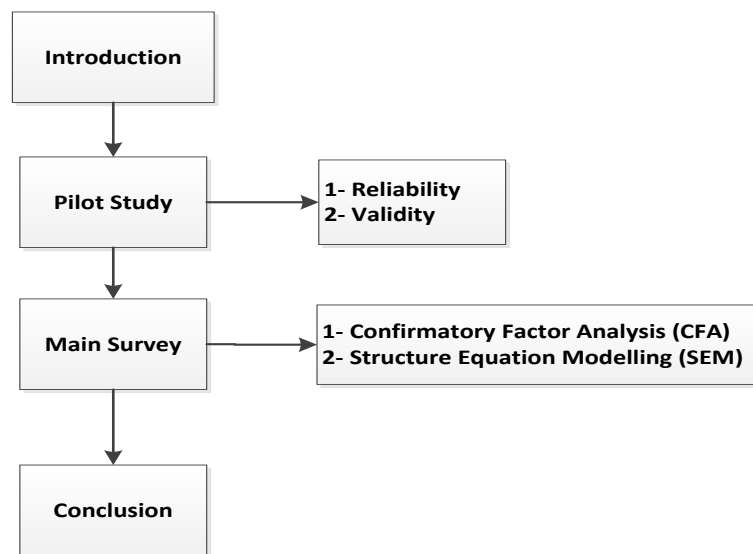 Introduction
Pilot Study
1- Reliability
2- Validity
Main Survey
1- Confirmatory Factor Analysis (CFA)
2- Structure Equation Modelling (SEM)
Conclusion